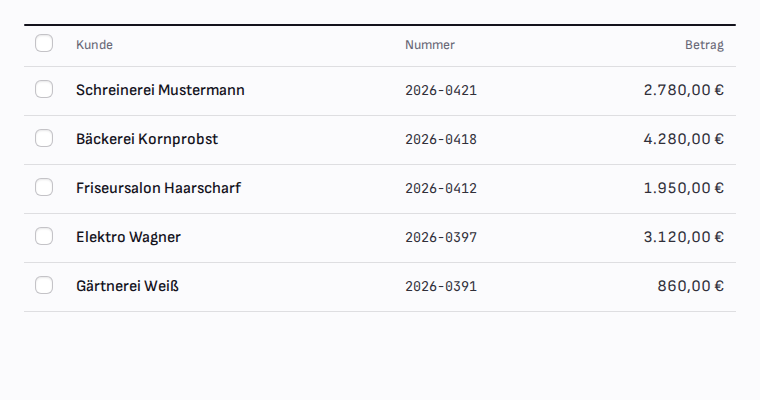 Kunde Nummer Betrag
Schreinerei Mustermann 2026-0421 2.780,00 €
Bäckerei Kornprobst 2026-0418 4.280,00 €
Friseursalon Haarscharf 2026-0412 1.950,00 €
Elektro Wagner 2026-0397 3.120,00 €
Gärtnerei Weiß 2026-0391 860,00 €